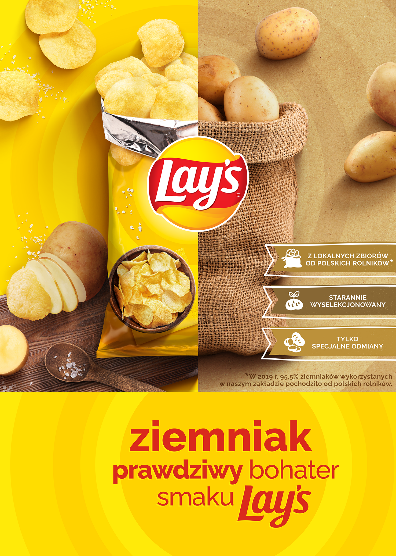 Lay's
Z LOKALNYCH ZBIORÓW
OD POLSKICH ROLNIKÓW*
STARANNIE
WYSELEKCJONOWANY
TYLKO
SPECJALNE ODMIANY
*W 2019 r. 95,5% ziemniaków wykorzystanych
w naszym zakładzie pochodziło od polskich rolników.
ziemniak
prawdziwy bohater
smaku Lay's